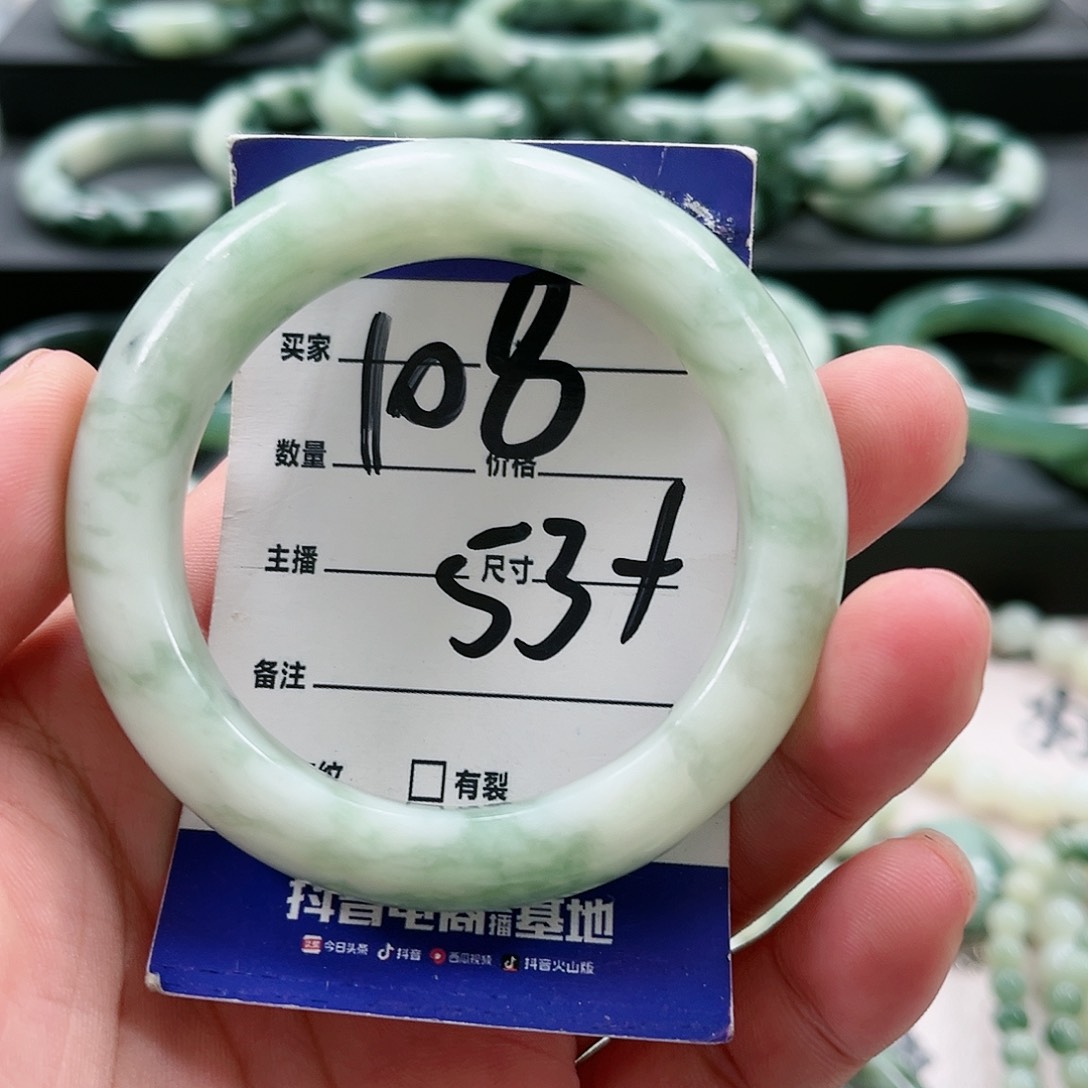 买家 108
数量 价格
主播 尺寸 53+
备注
纹 有裂
抖音电商直播基地
今日头条 抖音 西瓜视频 抖音火山版